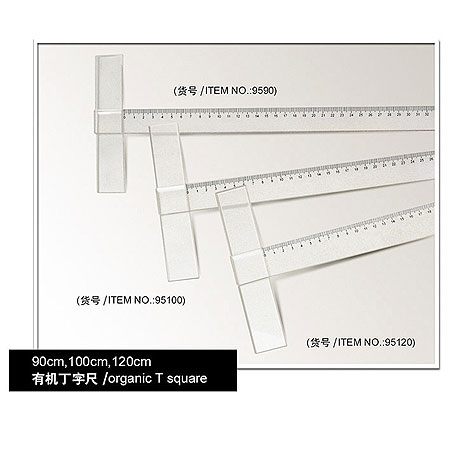 (货号 /ITEM NO.:9590)
(货号 /ITEM NO.:95100)
(货号 /ITEM NO.:95120)
90cm,100cm,120cm
有机丁字尺 /organic T square